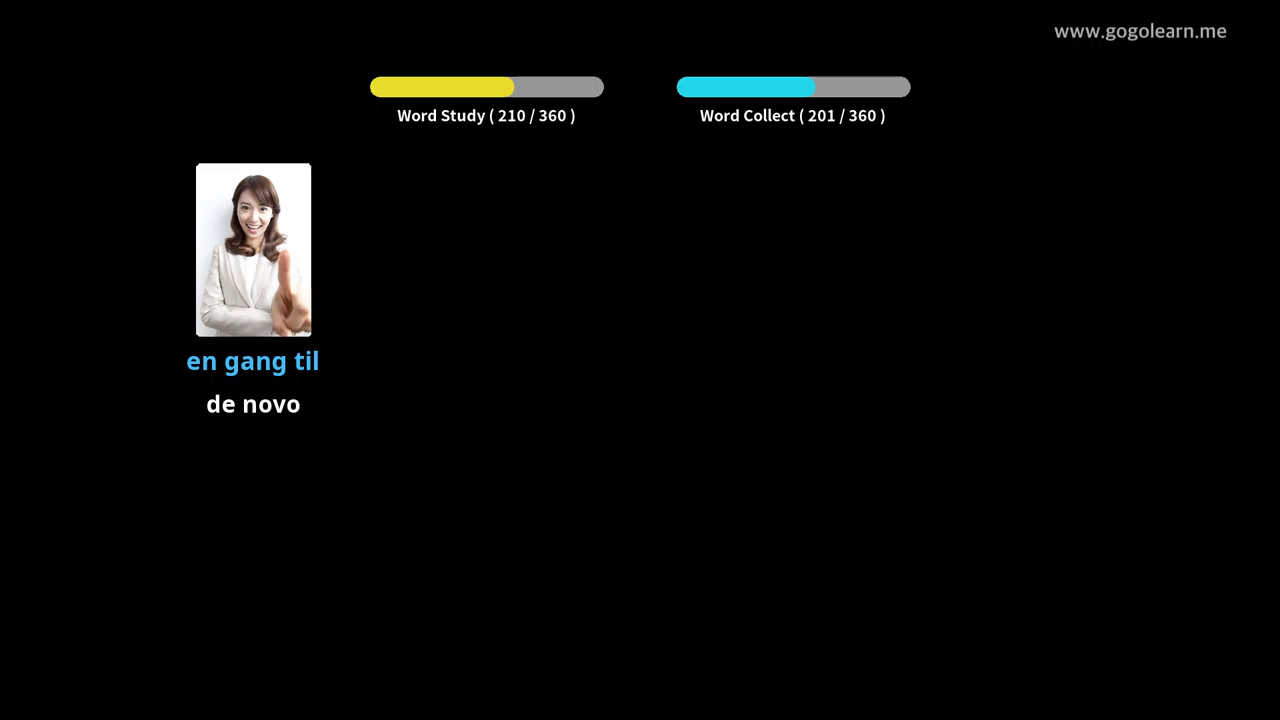 www.gogolearn.me
Word Study ( 210 / 360 )
Word Collect ( 201 / 360 )
en gang til
de novo